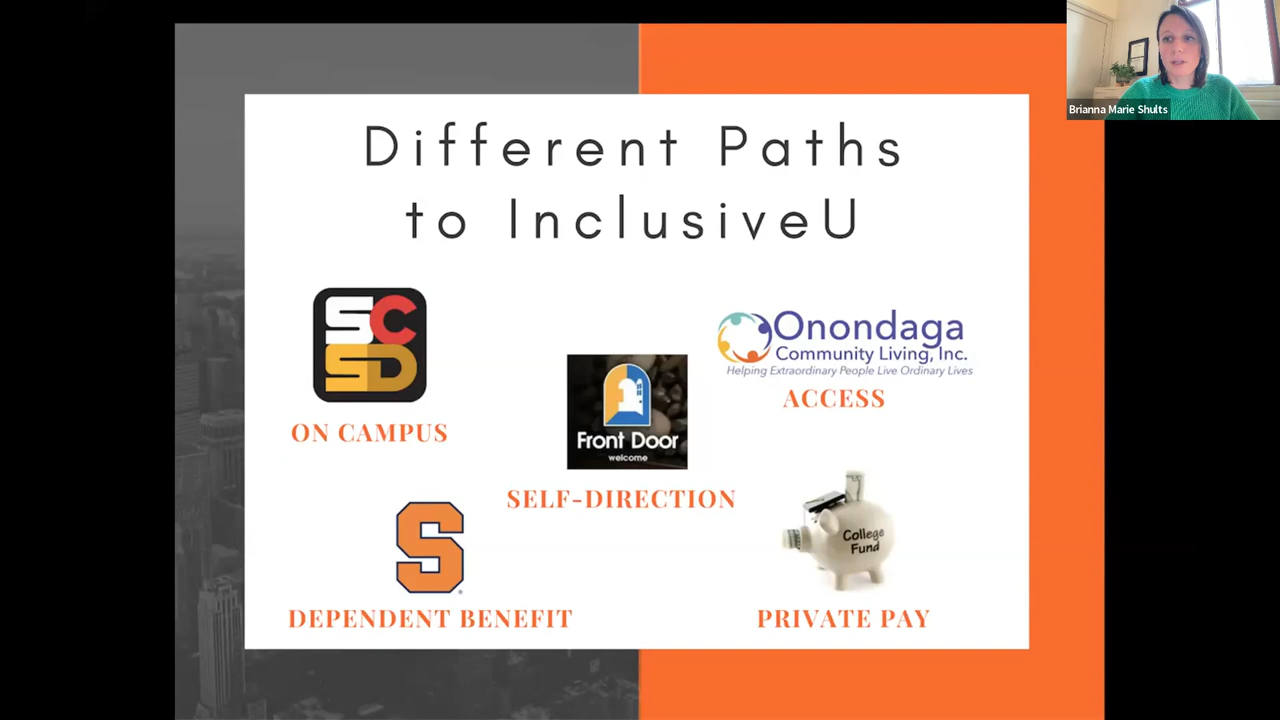 Brianna Marie Shults
Different Paths
to InclusiveU
SCSD
ON CAMPUS
Front Door
welcome
SELF-DIRECTION
Onondaga
Community Living, Inc.
Helping Extraordinary People Live Ordinary Lives
ACCESS
S
DEPENDENT BENEFIT
College
Fund
PRIVATE PAY